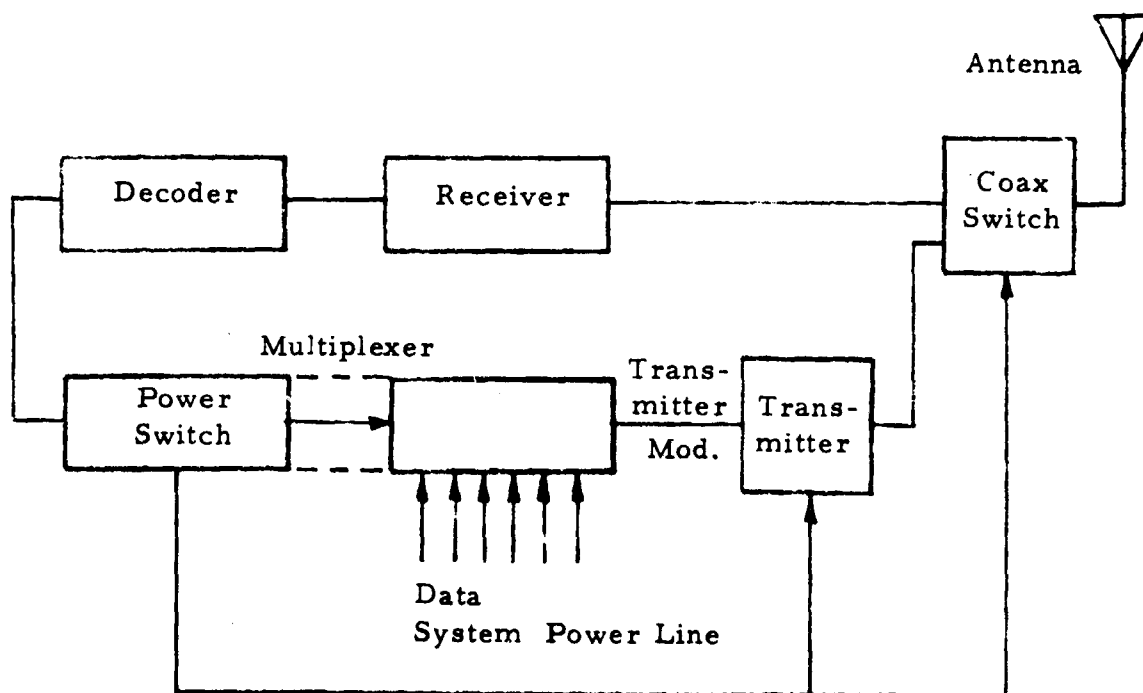 Antenna
Decoder
Receiver
Coax
Switch
Multiplexer
Power
Switch
Trans-
mitter
Mod.
Trans-
mitter
Data
System Power Line